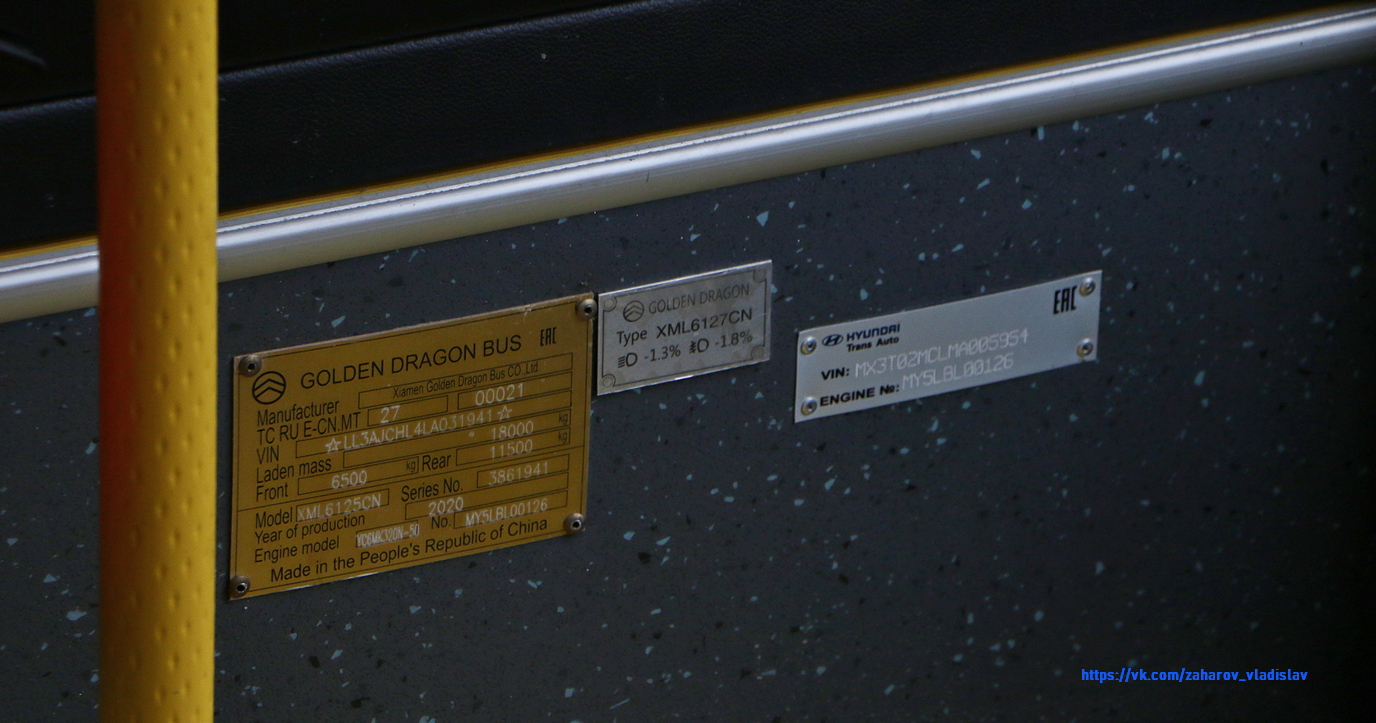 GOLDEN DRAGON BUS EAC
Manufacturer Xiamen Golden Dragon Bus CO.,Ltd.
TC RU E-CN.MT 27 00021
VIN ☆LL3AJCHL4LA031941☆
Laden mass 18000 kg
Front 6500 kg Rear 11500 kg
Model XML6125CN Series No. 3861941
Year of production 2020
Engine model YC6MK320N-50 No. MY5LBL00126
Made in the People's Republic of China
GOLDEN DRAGON
Type XML6127CN
-1.3% -1.8%
HYUNDAI EAC
Trans Auto
VIN: MX3T02MCLMA005954
ENGINE №: MY5LBL00126
https://vk.com/zaharov_vladislav